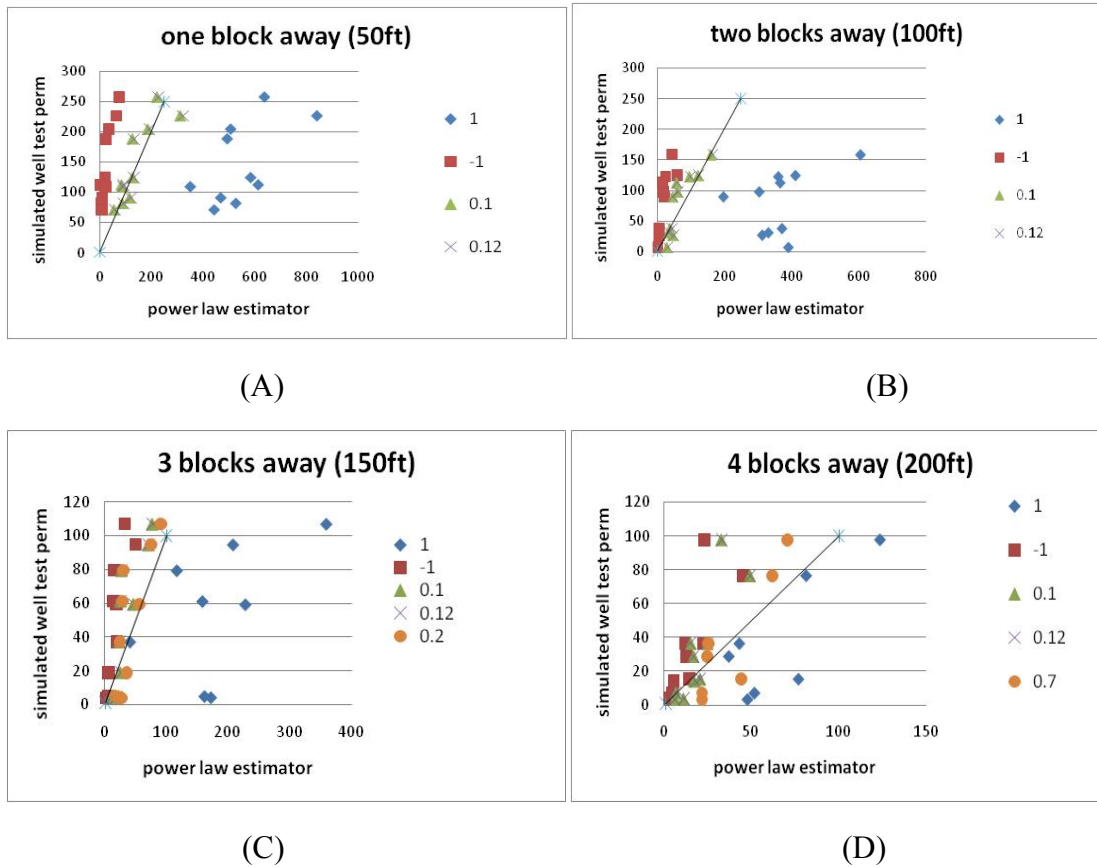 one block away (50ft)
simulated well test perm
300
250
200
150
100
50
0
0 200 400 600 800 1000
power law estimator
1
-1
0.1
0.12
(A)
two blocks away (100ft)
simulated well test perm
300
250
200
150
100
50
0
0 200 400 600 800
power law estimator
1
-1
0.1
0.12
(B)
3 blocks away (150ft)
simulated well test perm
120
100
80
60
40
20
0
0 100 200 300 400
power law estimator
1
-1
0.1
0.12
0.2
(C)
4 blocks away (200ft)
simulated well test perm
120
100
80
60
40
20
0
0 50 100 150
power law estimator
1
-1
0.1
0.12
0.7
(D)